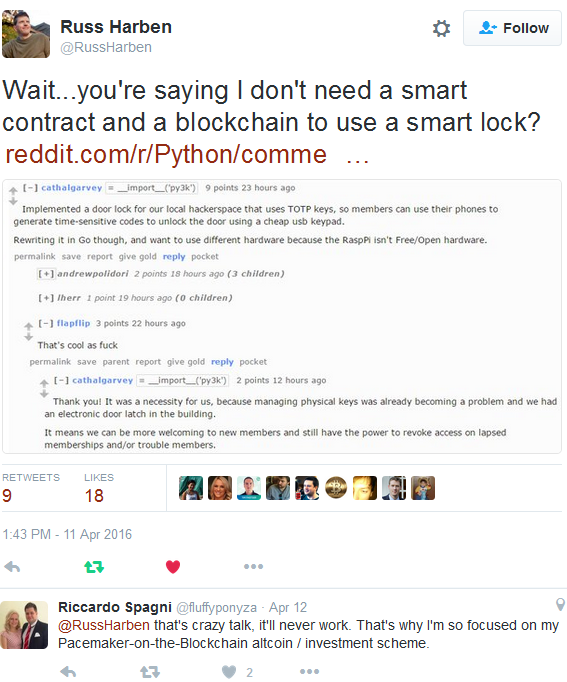 Russ Harben
@RussHarben
Follow
Wait...you're saying I don't need a smart
contract and a blockchain to use a smart lock?
reddit.com/r/Python/comme …
[-] cathalgarvey = __import__('py3k') 9 points 23 hours ago
Implemented a door lock for our local hackerspace that uses TOTP keys, so members can use their phones to
generate time-sensitive codes to unlock the door using a cheap usb keypad.
Rewriting it in Go though, and want to use different hardware because the RaspPi isn't Free/Open hardware.
permalink save report give gold reply pocket
[+] andrewpolidori 2 points 18 hours ago (3 children)
[+] lherr 1 point 19 hours ago (0 children)
[-] flapflip 3 points 22 hours ago
That's cool as fuck
permalink save parent report give gold reply pocket
[-] cathalgarvey = __import__('py3k') 2 points 12 hours ago
Thank you! It was a necessity for us, because managing physical keys was already becoming a problem and we had
an electronic door latch in the building.
It means we can be more welcoming to new members and still have the power to revoke access on lapsed
memberships and/or trouble members.
RETWEETS LIKES
9 18
1:43 PM - 11 Apr 2016
Riccardo Spagni @fluffyponyza · Apr 12
@RussHarben that's crazy talk, it'll never work. That's why I'm so focused on my
Pacemaker-on-the-Blockchain altcoin / investment scheme.
2